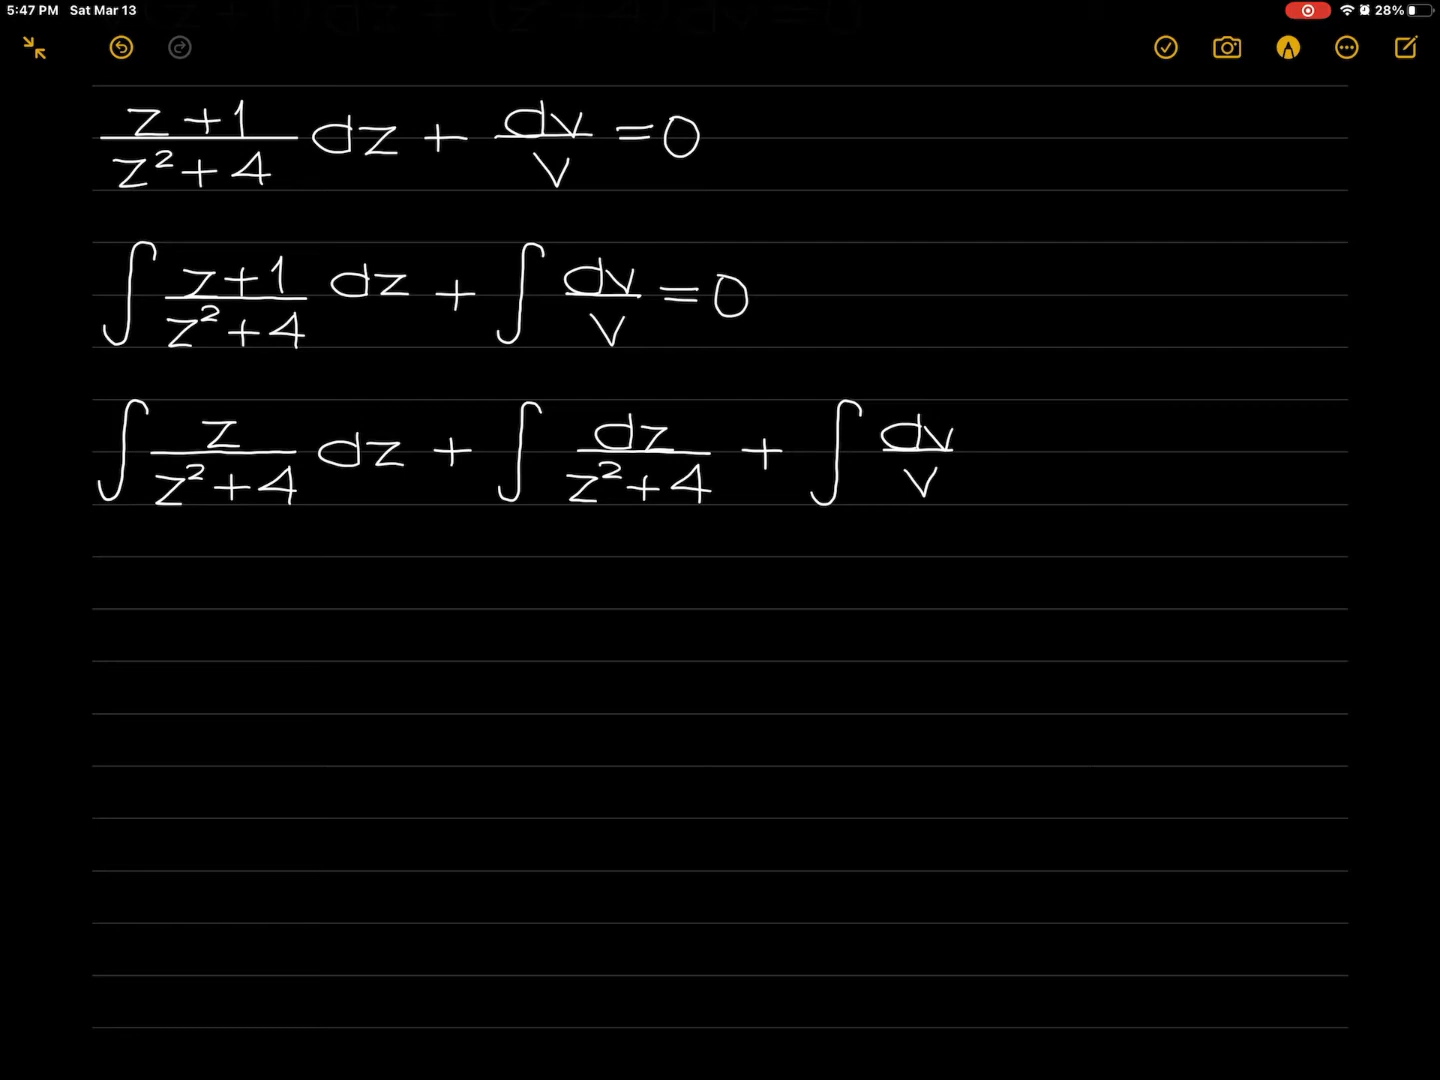 5:47 PM Sat Mar 13 28%
z+1/z²+4 dz + dv/v = 0
∫ z+1/z²+4 dz + ∫ dv/v = 0
∫ z/z²+4 dz + ∫ dz/z²+4 + ∫ dv/v